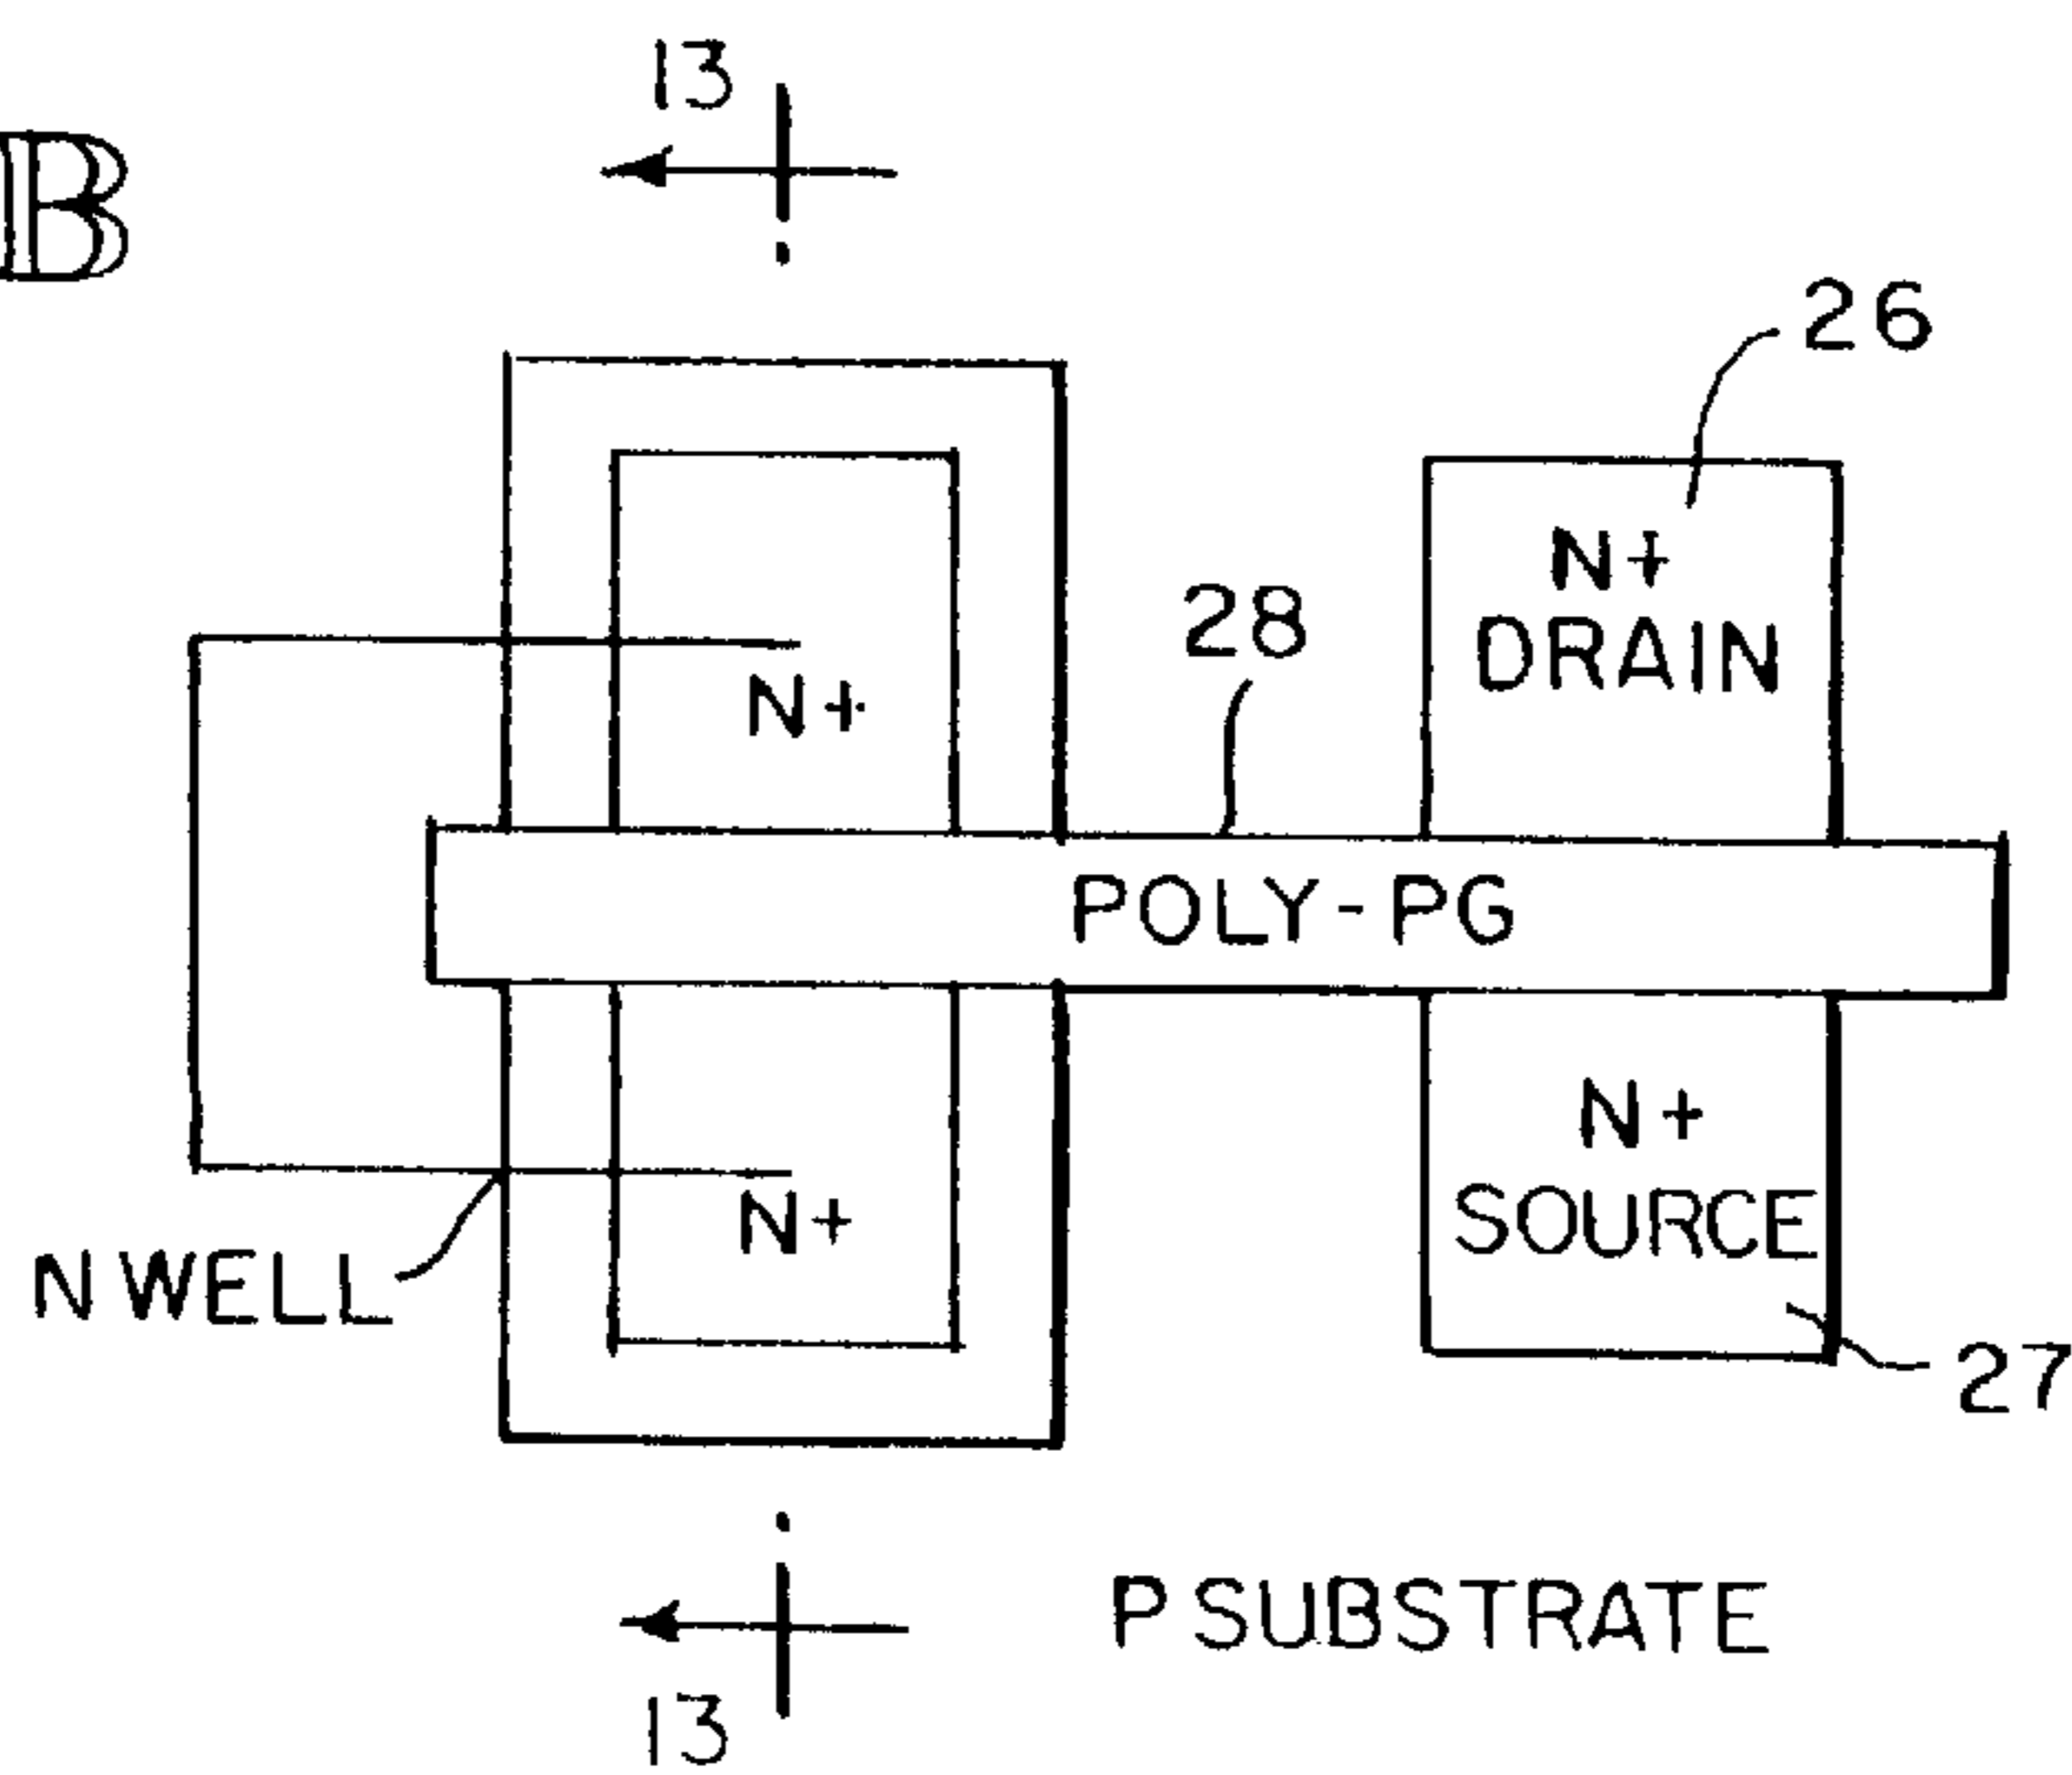 13
B
26
N+
DRAIN
28
N+
POLY-PG
N+
SOURCE
N+
N WELL
27
P SUBSTRATE
13